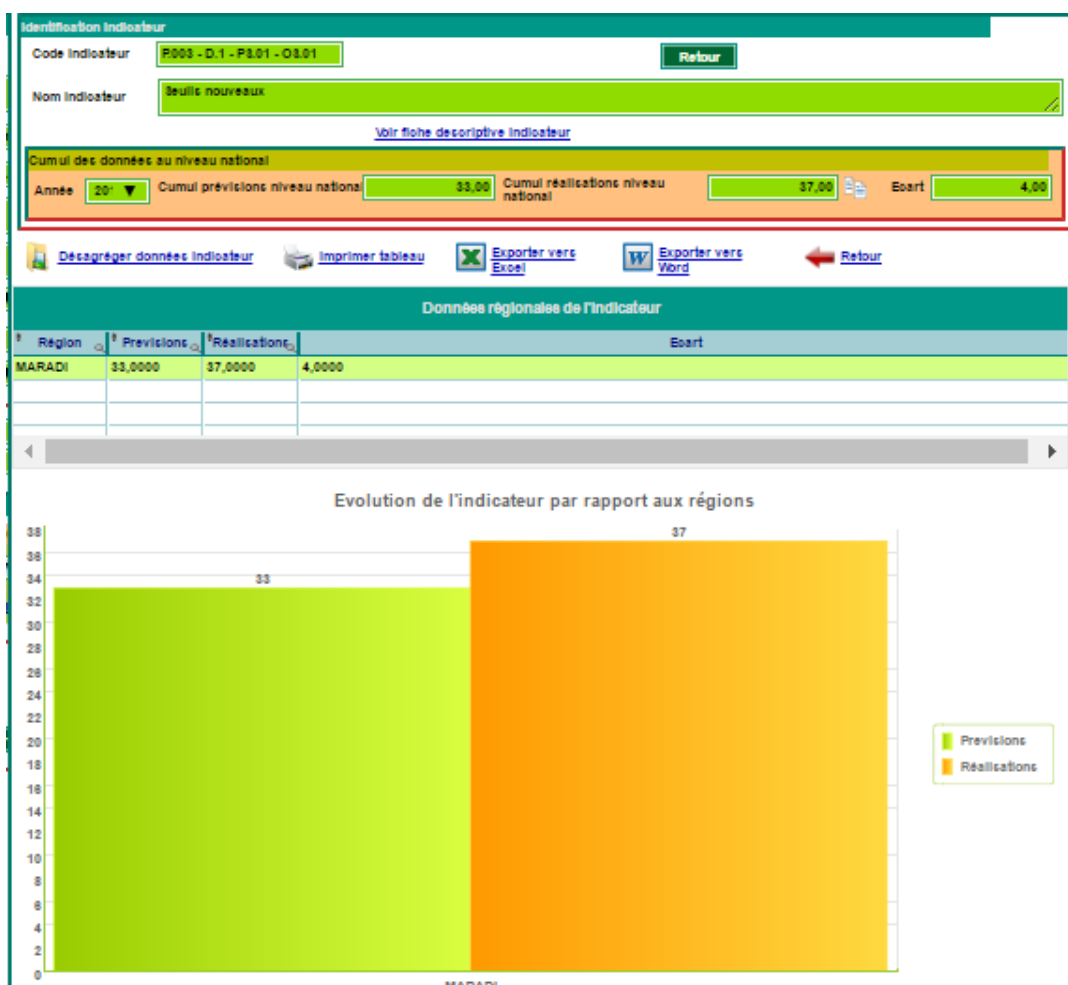 Identification Indicateur
Code Indicateur P.003 - D.1 - P3.01 - O3.01 Retour
Nom Indicateur Seuils nouveaux
Voir fiche descriptive Indicateur
Cumul des données au niveau national
Année 201 Cumul prévisions niveau national 33,00 Cumul réalisations niveau national 37,00 Ecart 4,00
Désagréger données Indicateur Imprimer tableau Exporter vers Excel Exporter vers Word Retour
Données régionales de l'Indicateur
Région Previsions Réalisations Ecart
MARADI 33,0000 37,0000 4,0000
Evolution de l'indicateur par rapport aux régions
38
36
34
32
30
28
26
24
22
20
18
16
14
12
10
8
6
4
2
0
33
37
Previsions
Réalisations
MARADI